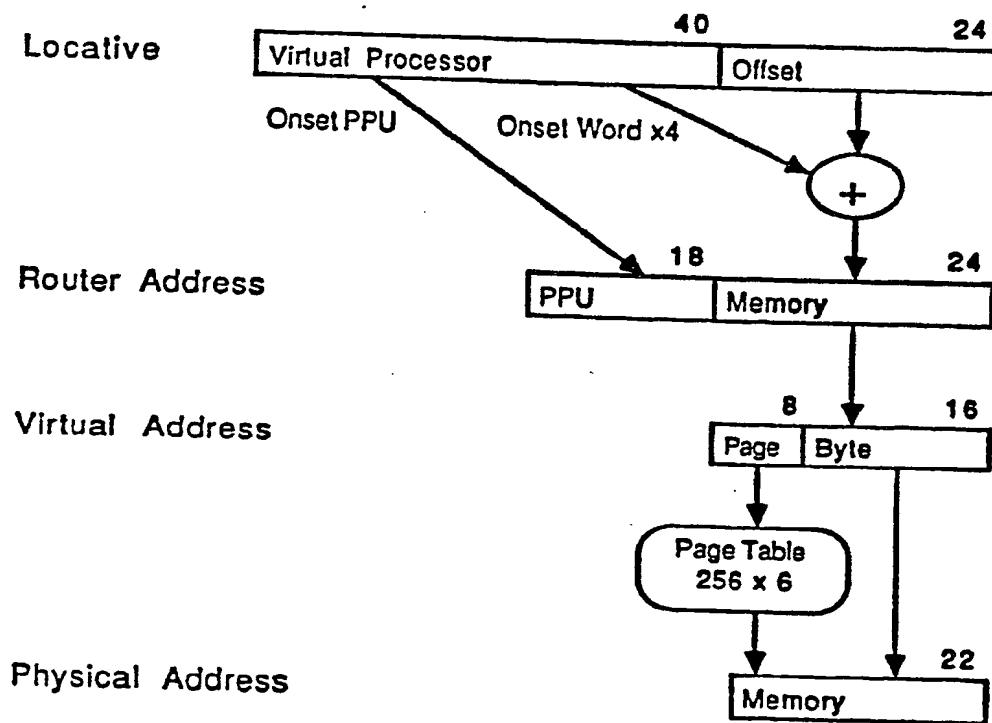 Locative
40
24
Virtual Processor
Offset
Onset PPU
Onset Word x4
+
Router Address
18
24
PPU
Memory
Virtual Address
8
16
Page
Byte
Page Table
256 x 6
Physical Address
22
Memory